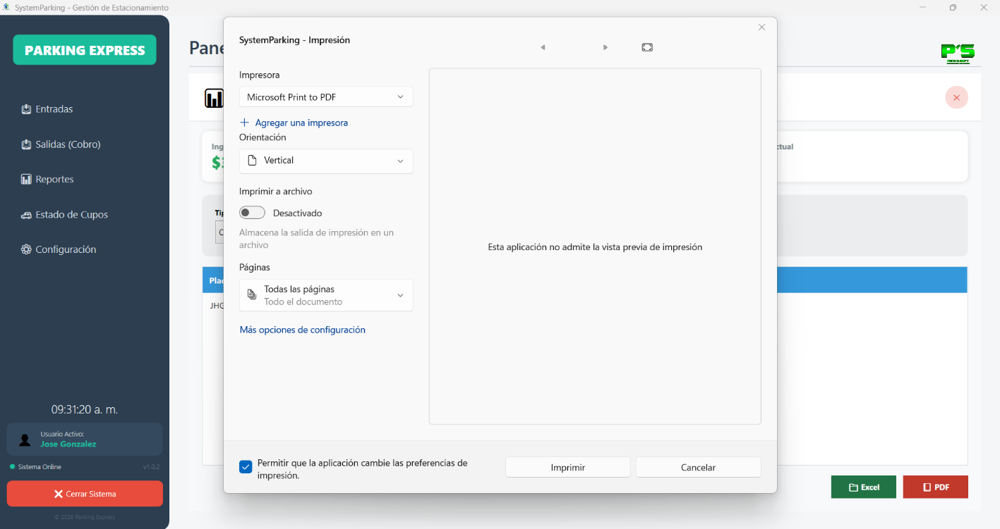 SystemParking - Gestión de Estacionamiento
PARKING EXPRESS
Entradas
Salidas (Cobro)
Reportes
Estado de Cupos
Configuración
09:31:20 a. m.
Usuario Activo:
Jose Gonzalez
Sistema Online
v1.0.2
Cerrar Sistema
© 2026 Parking Express
Pane
P'S
Ing
$
ctual
Tip
C
Plac
JHG
SystemParking - Impresión
Impresora
Microsoft Print to PDF
Agregar una impresora
Orientación
Vertical
Imprimir a archivo
Desactivado
Almacena la salida de impresión en un
archivo
Páginas
Todas las páginas
Todo el documento
Más opciones de configuración
Esta aplicación no admite la vista previa de impresión
Permitir que la aplicación cambie las preferencias de
impresión.
Imprimir
Cancelar
Excel
PDF